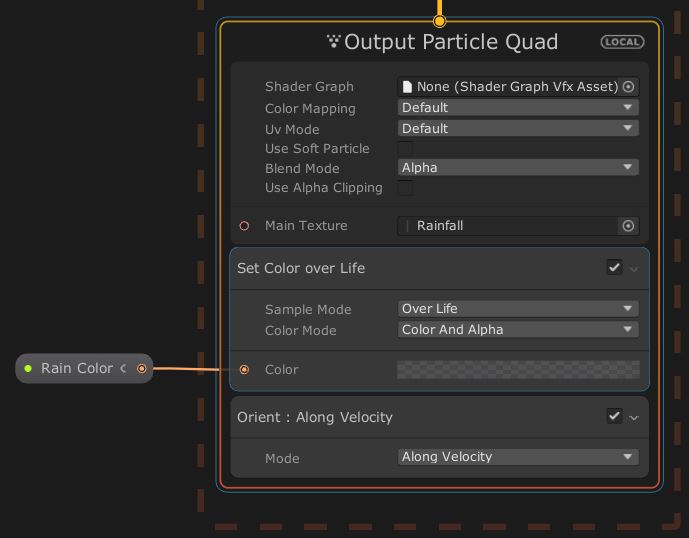 Output Particle Quad LOCAL
Shader Graph None (Shader Graph Vfx Asset)
Color Mapping Default
Uv Mode Default
Use Soft Particle
Blend Mode Alpha
Use Alpha Clipping
Main Texture Rainfall
Set Color over Life
Sample Mode Over Life
Color Mode Color And Alpha
Rain Color Color
Orient : Along Velocity
Mode Along Velocity